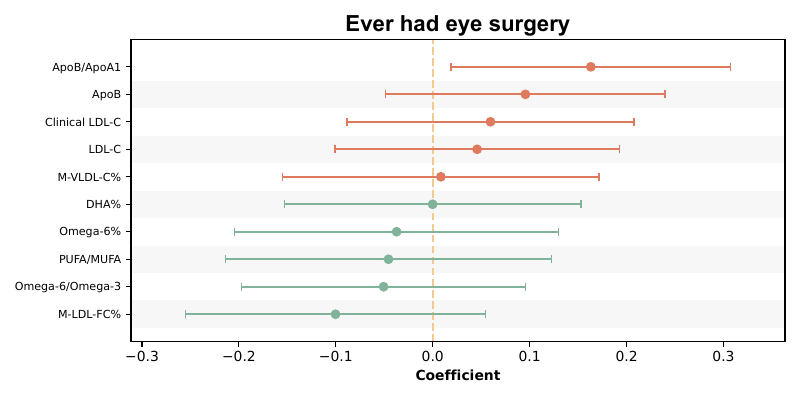 Ever had eye surgery
ApoB/ApoA1
ApoB
Clinical LDL-C
LDL-C
M-VLDL-C%
DHA%
Omega-6%
PUFA/MUFA
Omega-6/Omega-3
M-LDL-FC%
−0.3 −0.2 −0.1 0.0 0.1 0.2 0.3
Coefficient